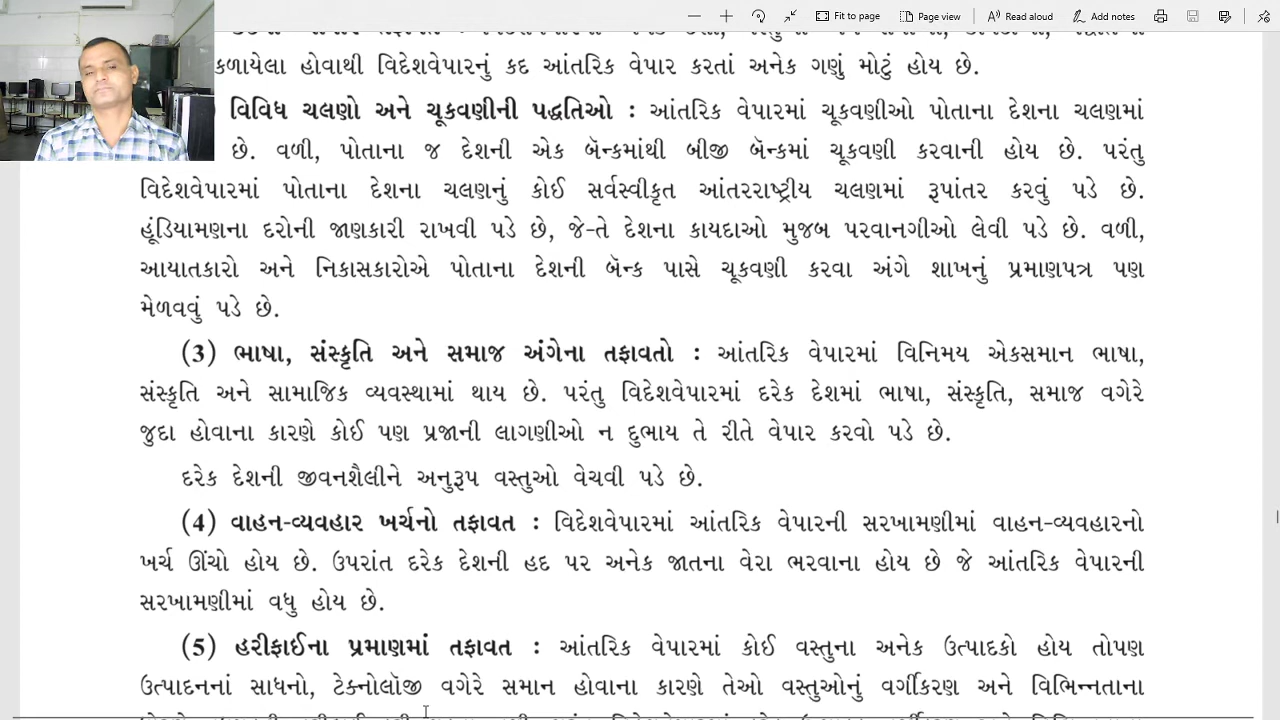 Fit to page
Page view
Read aloud
Add notes
કળાયેલા હોવાથી વિદેશવેપારનું કદ આંતરિક વેપાર કરતાં અનેક ગણું મોટું હોય છે.
વિવિધ ચલણો અને ચૂકવણીની પદ્ધતિઓ : આંતરિક વેપારમાં ચૂકવણીઓ પોતાના દેશના ચલણમાં
છે. વળી, પોતાના જ દેશની એક બૅન્કમાંથી બીજી બૅન્કમાં ચૂકવણી કરવાની હોય છે. પરંતુ
વિદેશવેપારમાં પોતાના દેશના ચલણનું કોઈ સર્વસ્વીકૃત આંતરરાષ્ટ્રીય ચલણમાં રૂપાંતર કરવું પડે છે.
હૂંડિયામણના દરોની જાણકારી રાખવી પડે છે, જે-તે દેશના કાયદાઓ મુજબ પરવાનગીઓ લેવી પડે છે. વળી,
આયાતકારો અને નિકાસકારોએ પોતાના દેશની બૅન્ક પાસે ચૂકવણી કરવા અંગે શાખનું પ્રમાણપત્ર પણ
મેળવવું પડે છે.
(3) ભાષા, સંસ્કૃતિ અને સમાજ અંગેના તફાવતો : આંતરિક વેપારમાં વિનિમય એકસમાન ભાષા,
સંસ્કૃતિ અને સામાજિક વ્યવસ્થામાં થાય છે. પરંતુ વિદેશવેપારમાં દરેક દેશમાં ભાષા, સંસ્કૃતિ, સમાજ વગેરે
જુદા હોવાના કારણે કોઈ પણ પ્રજાની લાગણીઓ ન દુભાય તે રીતે વેપાર કરવો પડે છે.
દરેક દેશની જીવનશૈલીને અનુરૂપ વસ્તુઓ વેચવી પડે છે.
(4) વાહન-વ્યવહાર ખર્ચનો તફાવત : વિદેશવેપારમાં આંતરિક વેપારની સરખામણીમાં વાહન-વ્યવહારનો
ખર્ચ ઊંચો હોય છે. ઉપરાંત દરેક દેશની હદ પર અનેક જાતના વેરા ભરવાના હોય છે જે આંતરિક વેપારની
સરખામણીમાં વધુ હોય છે.
(5) હરીફાઈના પ્રમાણમાં તફાવત : આંતરિક વેપારમાં કોઈ વસ્તુના અનેક ઉત્પાદકો હોય તોપણ
ઉત્પાદનનાં સાધનો, ટેક્નોલૉજી વગેરે સમાન હોવાના કારણે તેઓ વસ્તુઓનું વર્ગીકરણ અને વિભિન્નતાના